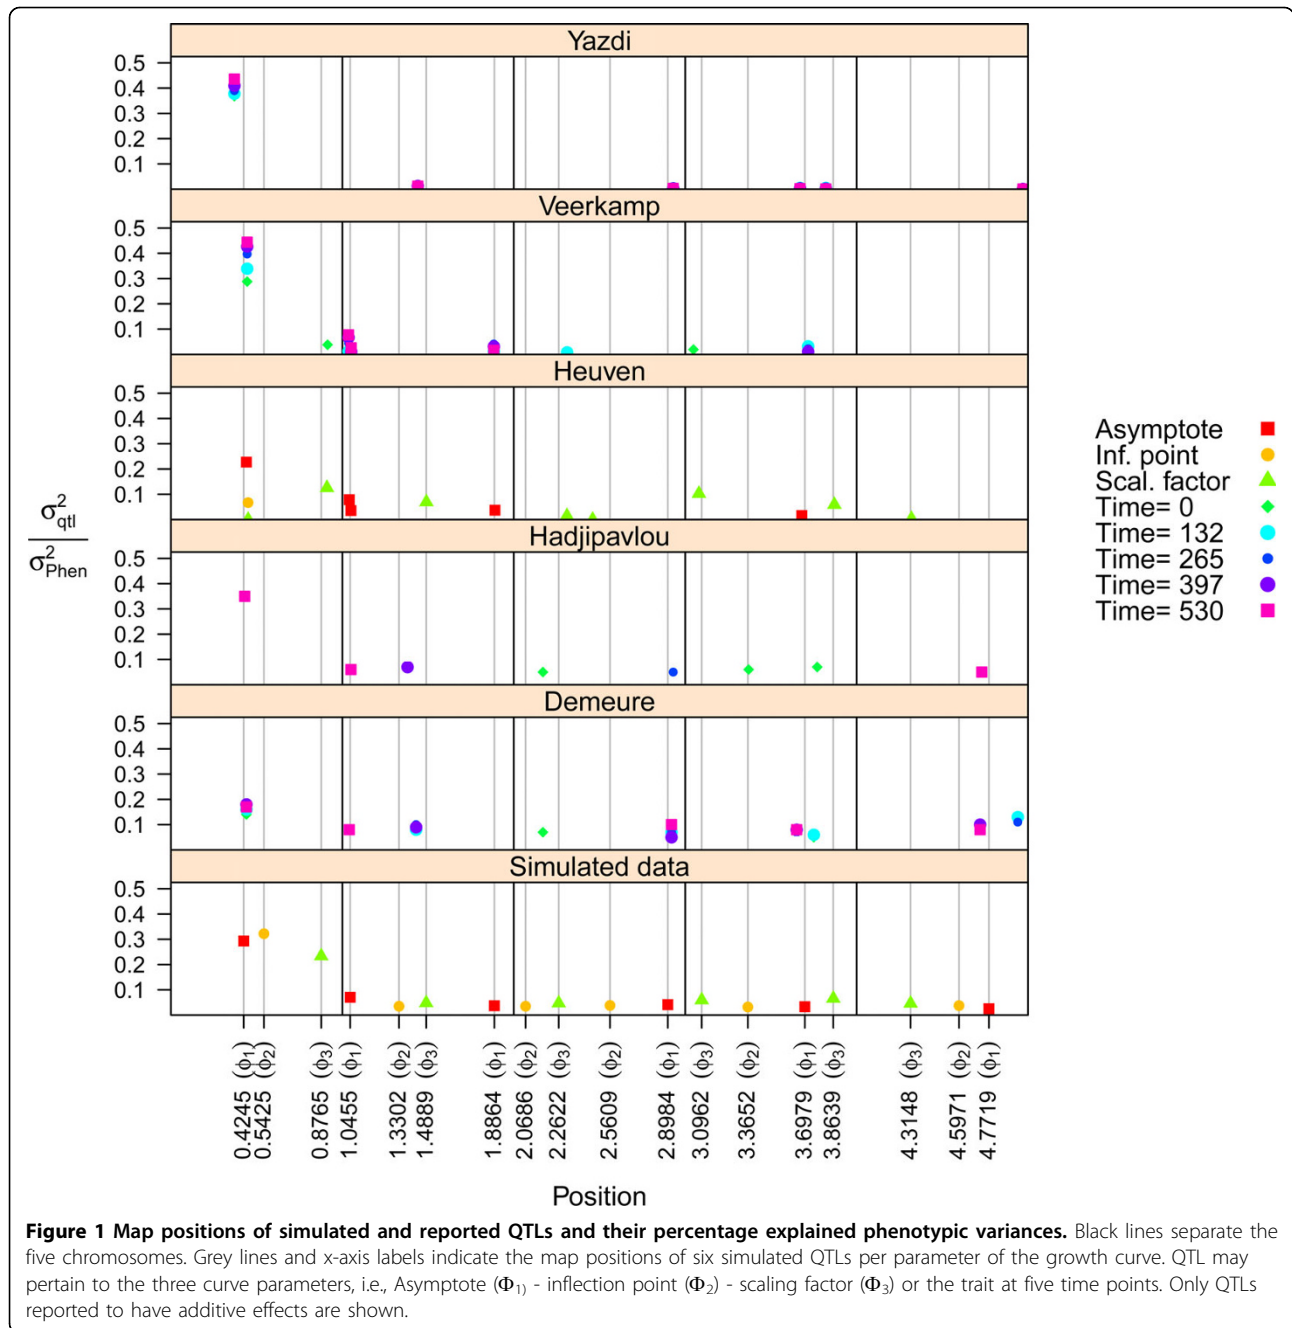 Yazdi
0.5
0.4
0.3
0.2
0.1
Veerkamp
0.5
0.4
0.3
0.2
0.1
Heuven
0.5
0.4
0.3
0.2
0.1
Hadjipavlou
0.5
0.4
0.3
0.2
0.1
Demeure
0.5
0.4
0.3
0.2
0.1
Simulated data
0.5
0.4
0.3
0.2
0.1
σ²qtl
σ²Phen
Asymptote
Inf. point
Scal. factor
Time= 0
Time= 132
Time= 265
Time= 397
Time= 530
0.4245 (ϕ1)
0.5425 (ϕ2)
0.8765 (ϕ3)
1.0455 (ϕ1)
1.3302 (ϕ2)
1.4889 (ϕ3)
1.8864 (ϕ1)
2.0686 (ϕ2)
2.2622 (ϕ3)
2.5609 (ϕ2)
2.8984 (ϕ1)
3.0962 (ϕ3)
3.3652 (ϕ2)
3.6979 (ϕ1)
3.8639 (ϕ3)
4.3148 (ϕ3)
4.5971 (ϕ2)
4.7719 (ϕ1)
Position
Figure 1 Map positions of simulated and reported QTLs and their percentage explained phenotypic variances. Black lines separate the
five chromosomes. Grey lines and x-axis labels indicate the map positions of six simulated QTLs per parameter of the growth curve. QTL may
pertain to the three curve parameters, i.e., Asymptote (Φ1) - inflection point (Φ2) - scaling factor (Φ3) or the trait at five time points. Only QTLs
reported to have additive effects are shown.